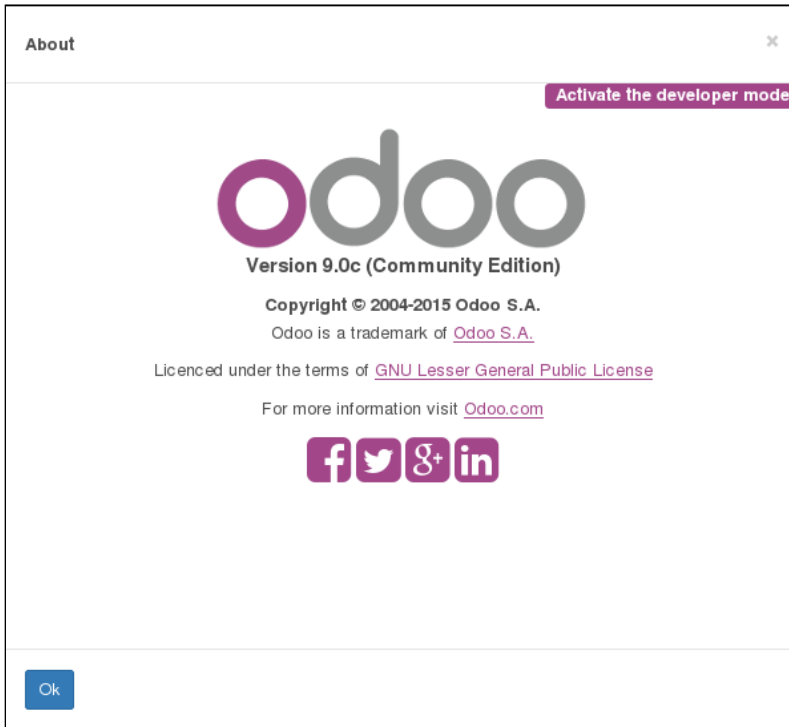 About
×
Activate the developer mode
odoo
Version 9.0c (Community Edition)
Copyright © 2004-2015 Odoo S.A.
Odoo is a trademark of Odoo S.A.
Licenced under the terms of GNU Lesser General Public License
For more information visit Odoo.com
f g+ in
Ok